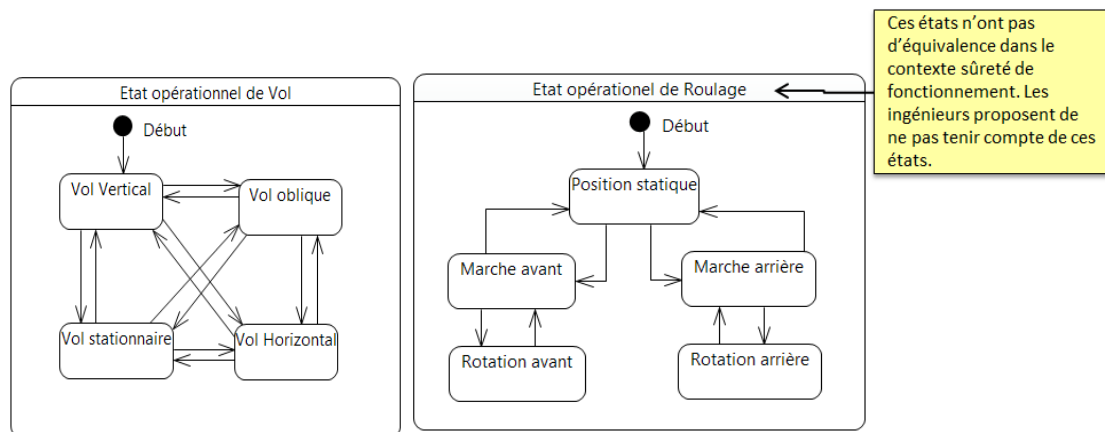 Etat opérationnel de Vol
Début
Vol Vertical
Vol oblique
Vol stationnaire
Vol Horizontal
Etat opérationel de Roulage
Début
Position statique
Marche avant
Marche arrière
Rotation avant
Rotation arrière
Ces états n’ont pas
d’équivalence dans le
contexte sûreté de
fonctionnement. Les
ingénieurs proposent de
ne pas tenir compte de ces
états.